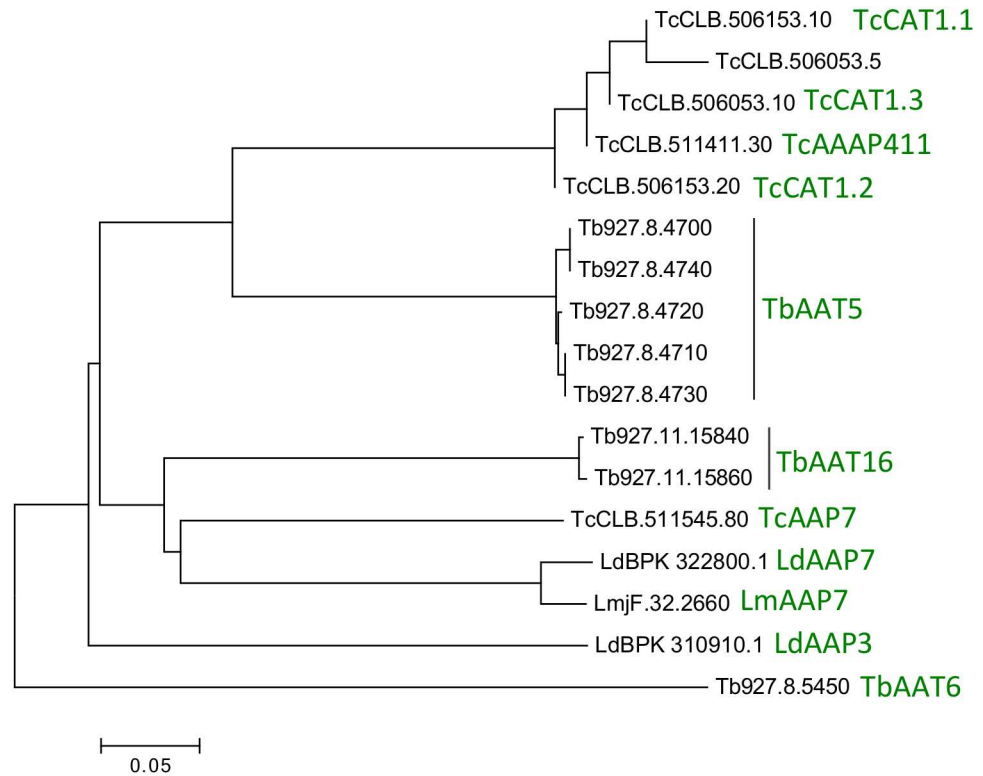 TcCLB.506153.10 TcCAT1.1
TcCLB.506053.5
TcCLB.506053.10 TcCAT1.3
TcCLB.511411.30 TcAAAP411
TcCLB.506153.20 TcCAT1.2
Tb927.8.4700
Tb927.8.4740
Tb927.8.4720 TbAAT5
Tb927.8.4710
Tb927.8.4730
Tb927.11.15840
TbAAT16
Tb927.11.15860
TcCLB.511545.80 TcAAP7
LdBPK 322800.1 LdAAP7
LmjF.32.2660 LmAAP7
LdBPK 310910.1 LdAAP3
Tb927.8.5450 TbAAT6
0.05